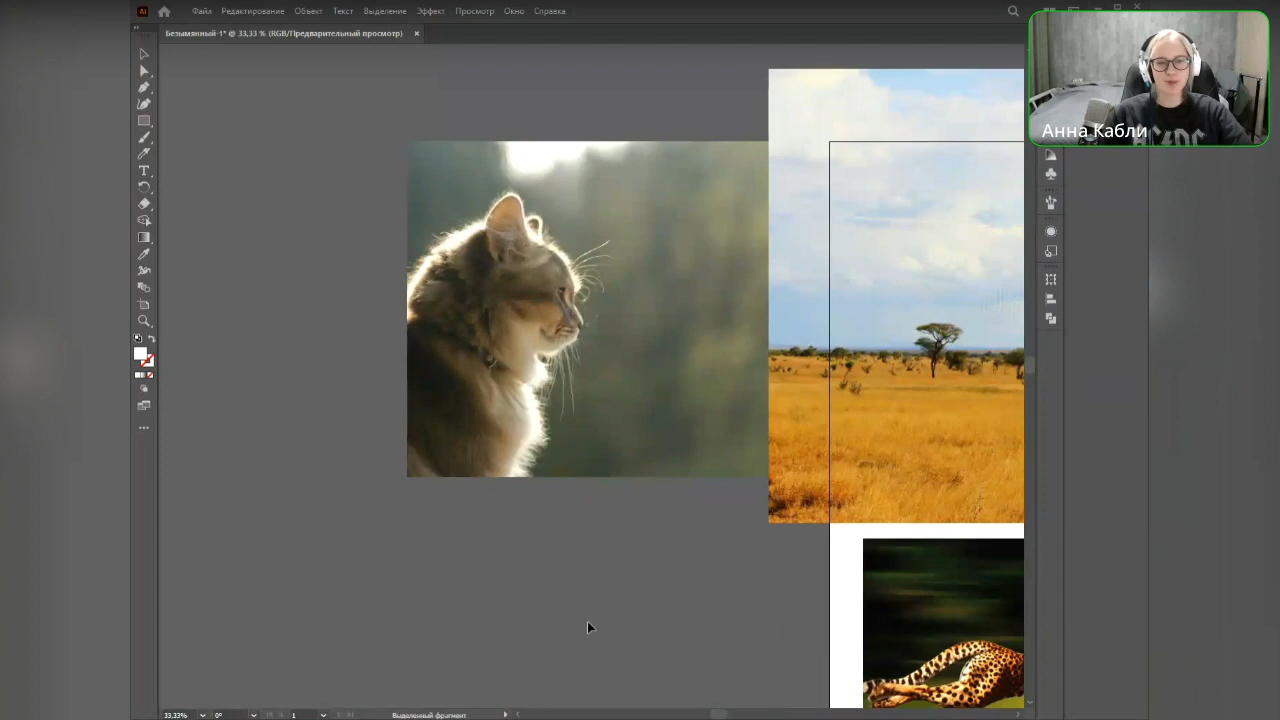 Ai Файл Редактирование Объект Текст Выделение Эффект Просмотр Окно Справка
Безымянный-1* @ 33,33 % (RGB/Предварительный просмотр) ×
Анна Кабли
33,33% 0° 1 Выделенный фрагмент